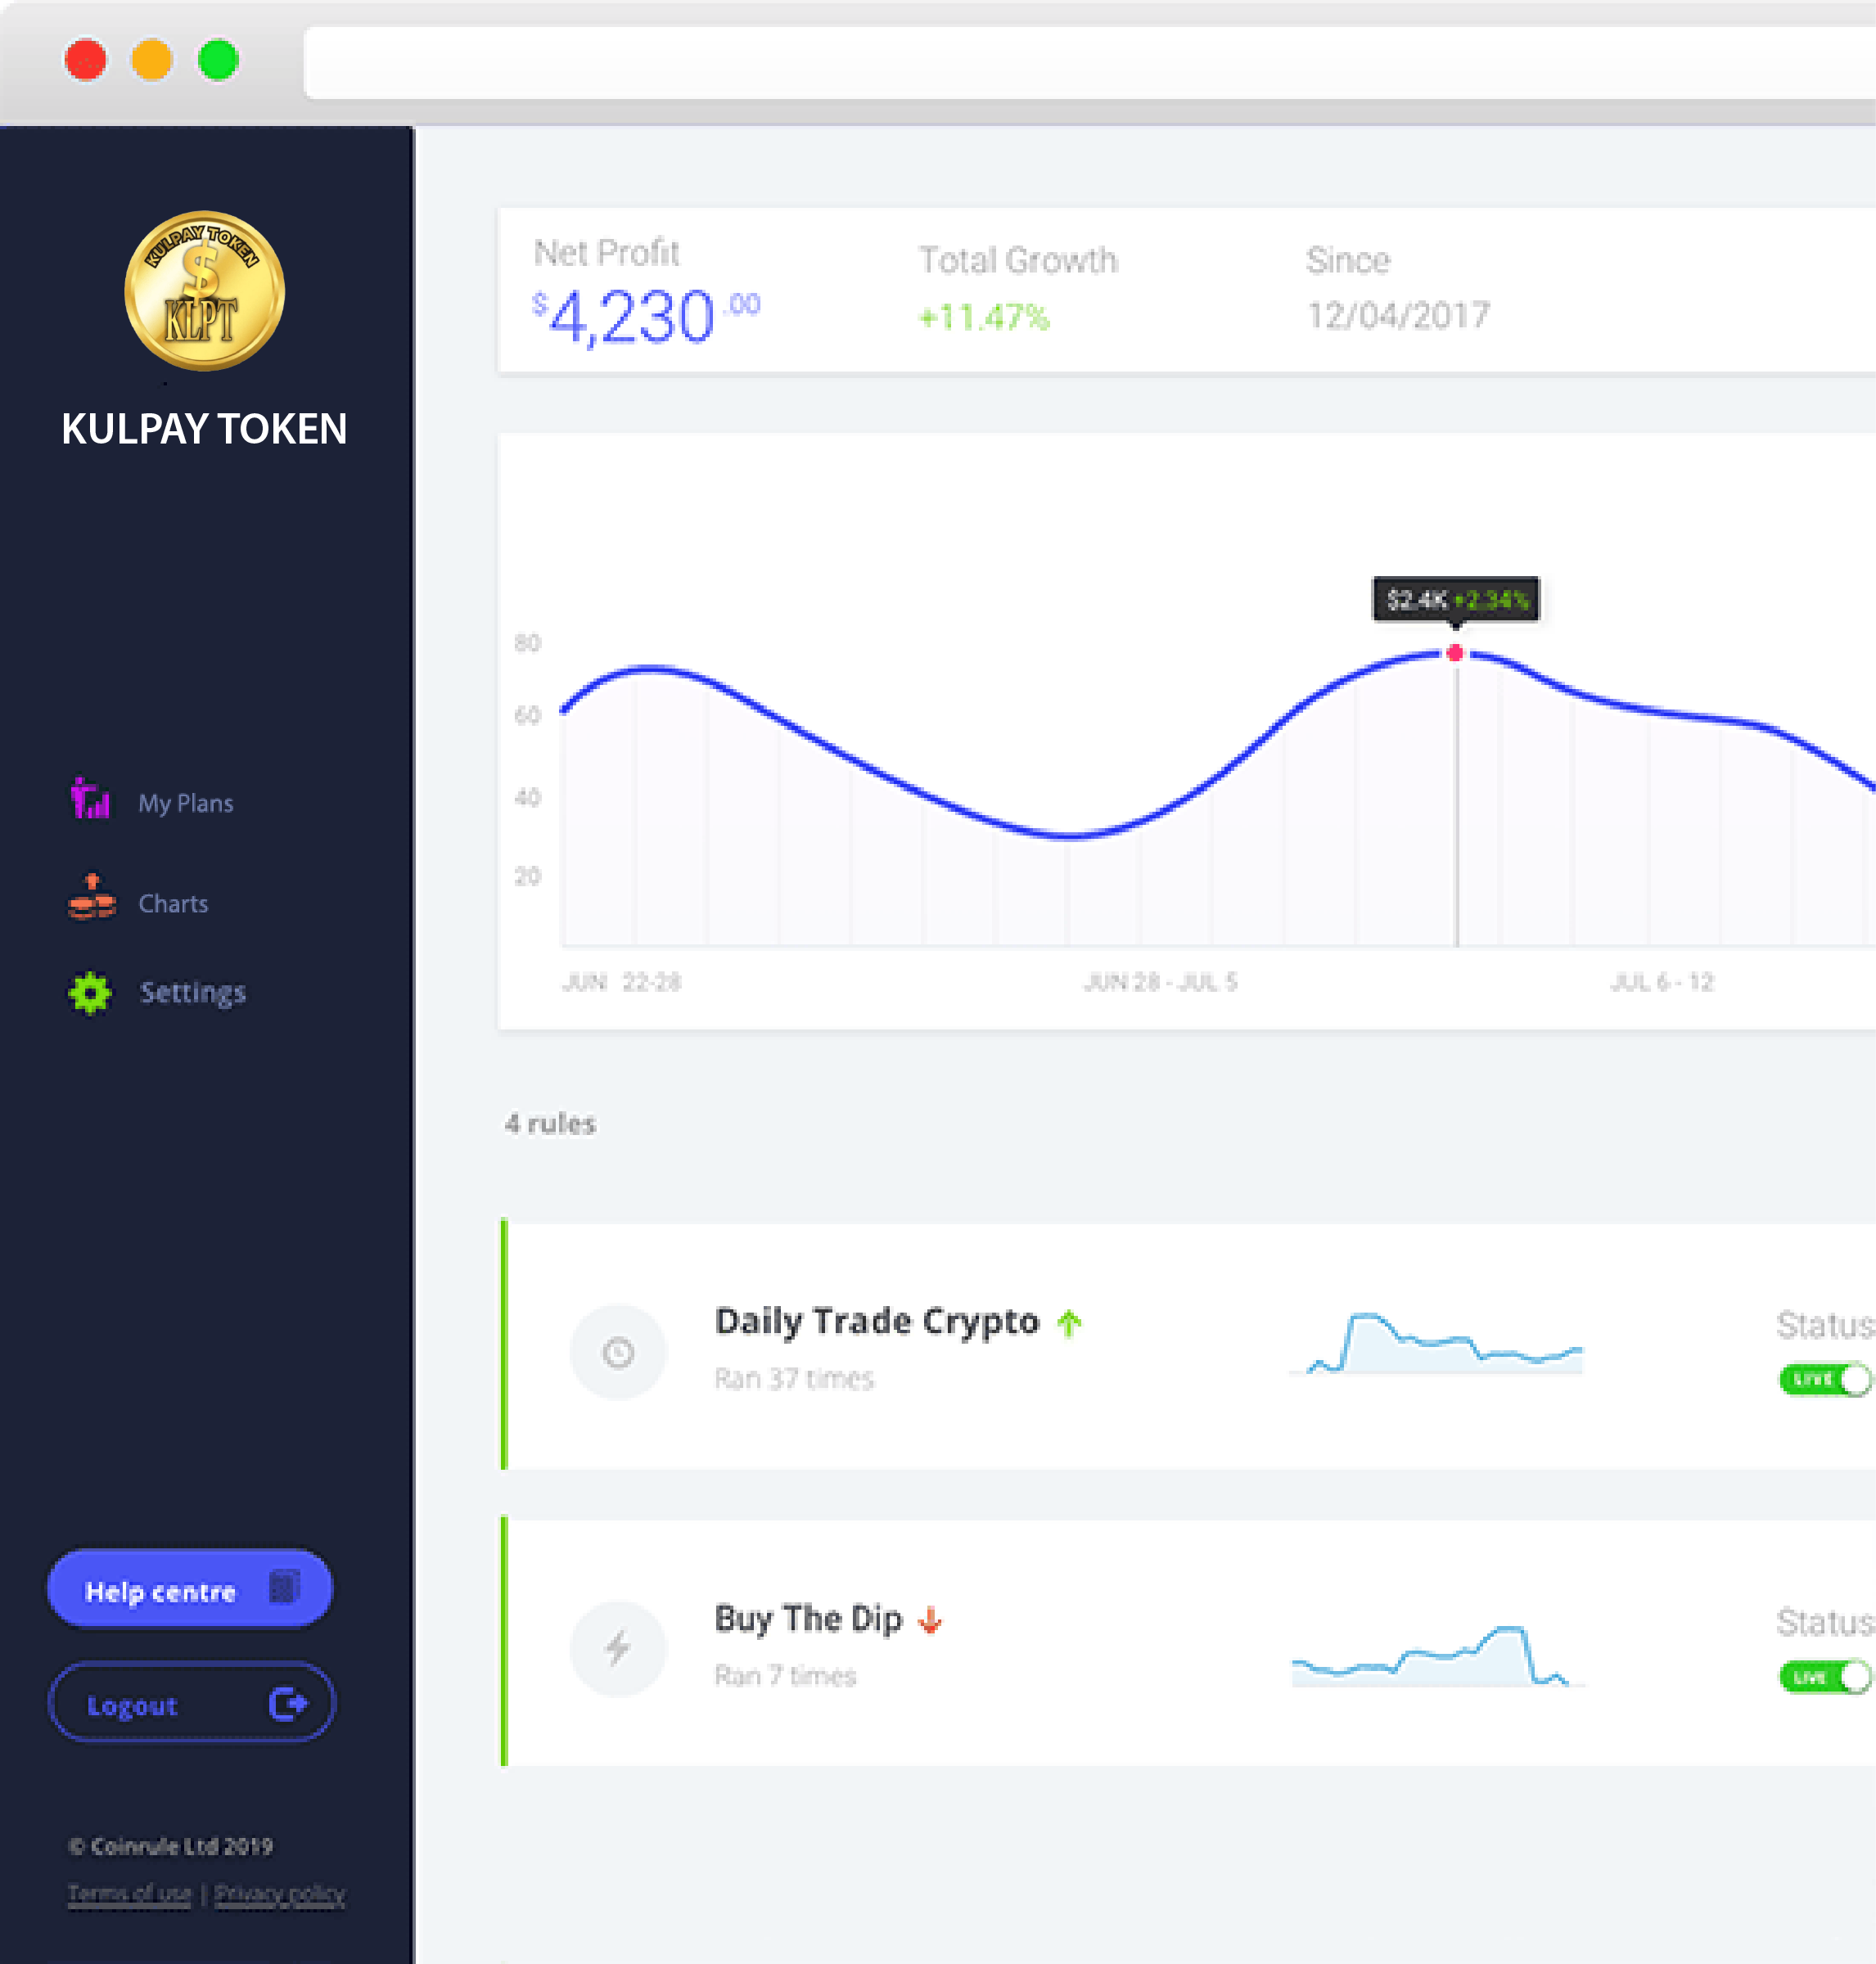 KULPAY TOKEN
$
KLPT
KULPAY TOKEN
My Plans
Charts
Settings
Help centre
Logout
© Coinrule Ltd 2019
Terms of use | Privacy policy
Net Profit
$4,230.00
Total Growth
+11.47%
Since
12/04/2017
$2.4K +2.34%
80
60
40
20
JUN 22-28
JUN 28 - JUL 5
JUL 6 - 12
4 rules
Daily Trade Crypto
Ran 37 times
Status
LIVE
Buy The Dip
Ran 7 times
Status
LIVE